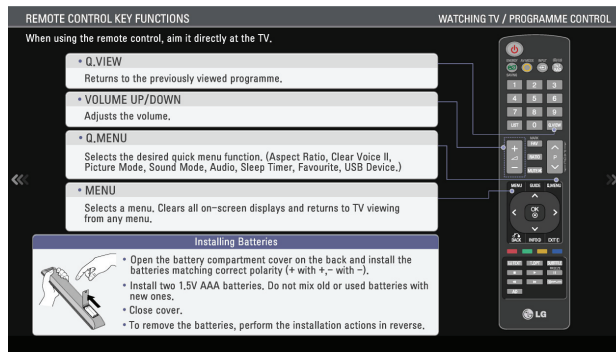 REMOTE CONTROL KEY FUNCTIONS
WATCHING TV / PROGRAMME CONTROL
When using the remote control, aim it directly at the TV.
• Q.VIEW
Returns to the previously viewed programme.
• VOLUME UP/DOWN
Adjusts the volume.
• Q.MENU
Selects the desired quick menu function. (Aspect Ratio, Clear Voice II,
Picture Mode, Sound Mode, Audio, Sleep Timer, Favourite, USB Device.)
• MENU
Selects a menu. Clears all on-screen displays and returns to TV viewing
from any menu.
Installing Batteries
• Open the battery compartment cover on the back and install the
batteries matching correct polarity (+ with +,- with -).
• Install two 1.5V AAA batteries. Do not mix old or used batteries with
new ones.
• Close cover.
• To remove the batteries, perform the installation actions in reverse.
1 2 3
4 5 6
7 8 9
LIST 0 Q.VIEW
FAV
+ P
MUTE
MENU GUIDE Q.MENU
OK
BACK INFO EXIT
LG